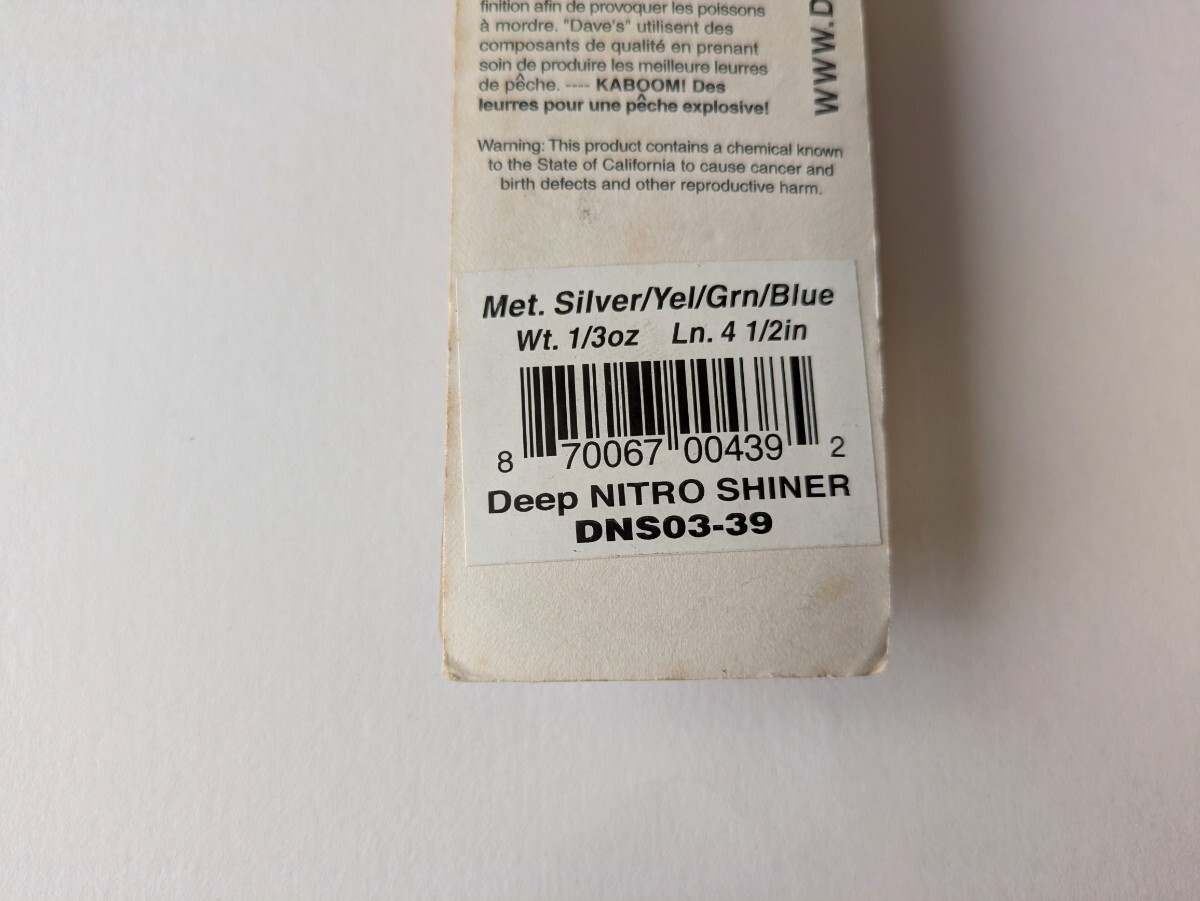 finition afin de provoquer les poissons
à mordre. "Dave's" utilisent des
composants de qualité en prenant
soin de produire les meilleure leurres
de pêche. ---- KABOOM! Des
leurres pour une pêche explosive!
WWW.D
Warning: This product contains a chemical known
to the State of California to cause cancer and
birth defects and other reproductive harm.
Met. Silver/Yel/Grn/Blue
Wt. 1/3oz Ln. 4 1/2in
8 70067 00439 2
Deep NITRO SHINER
DNS03-39